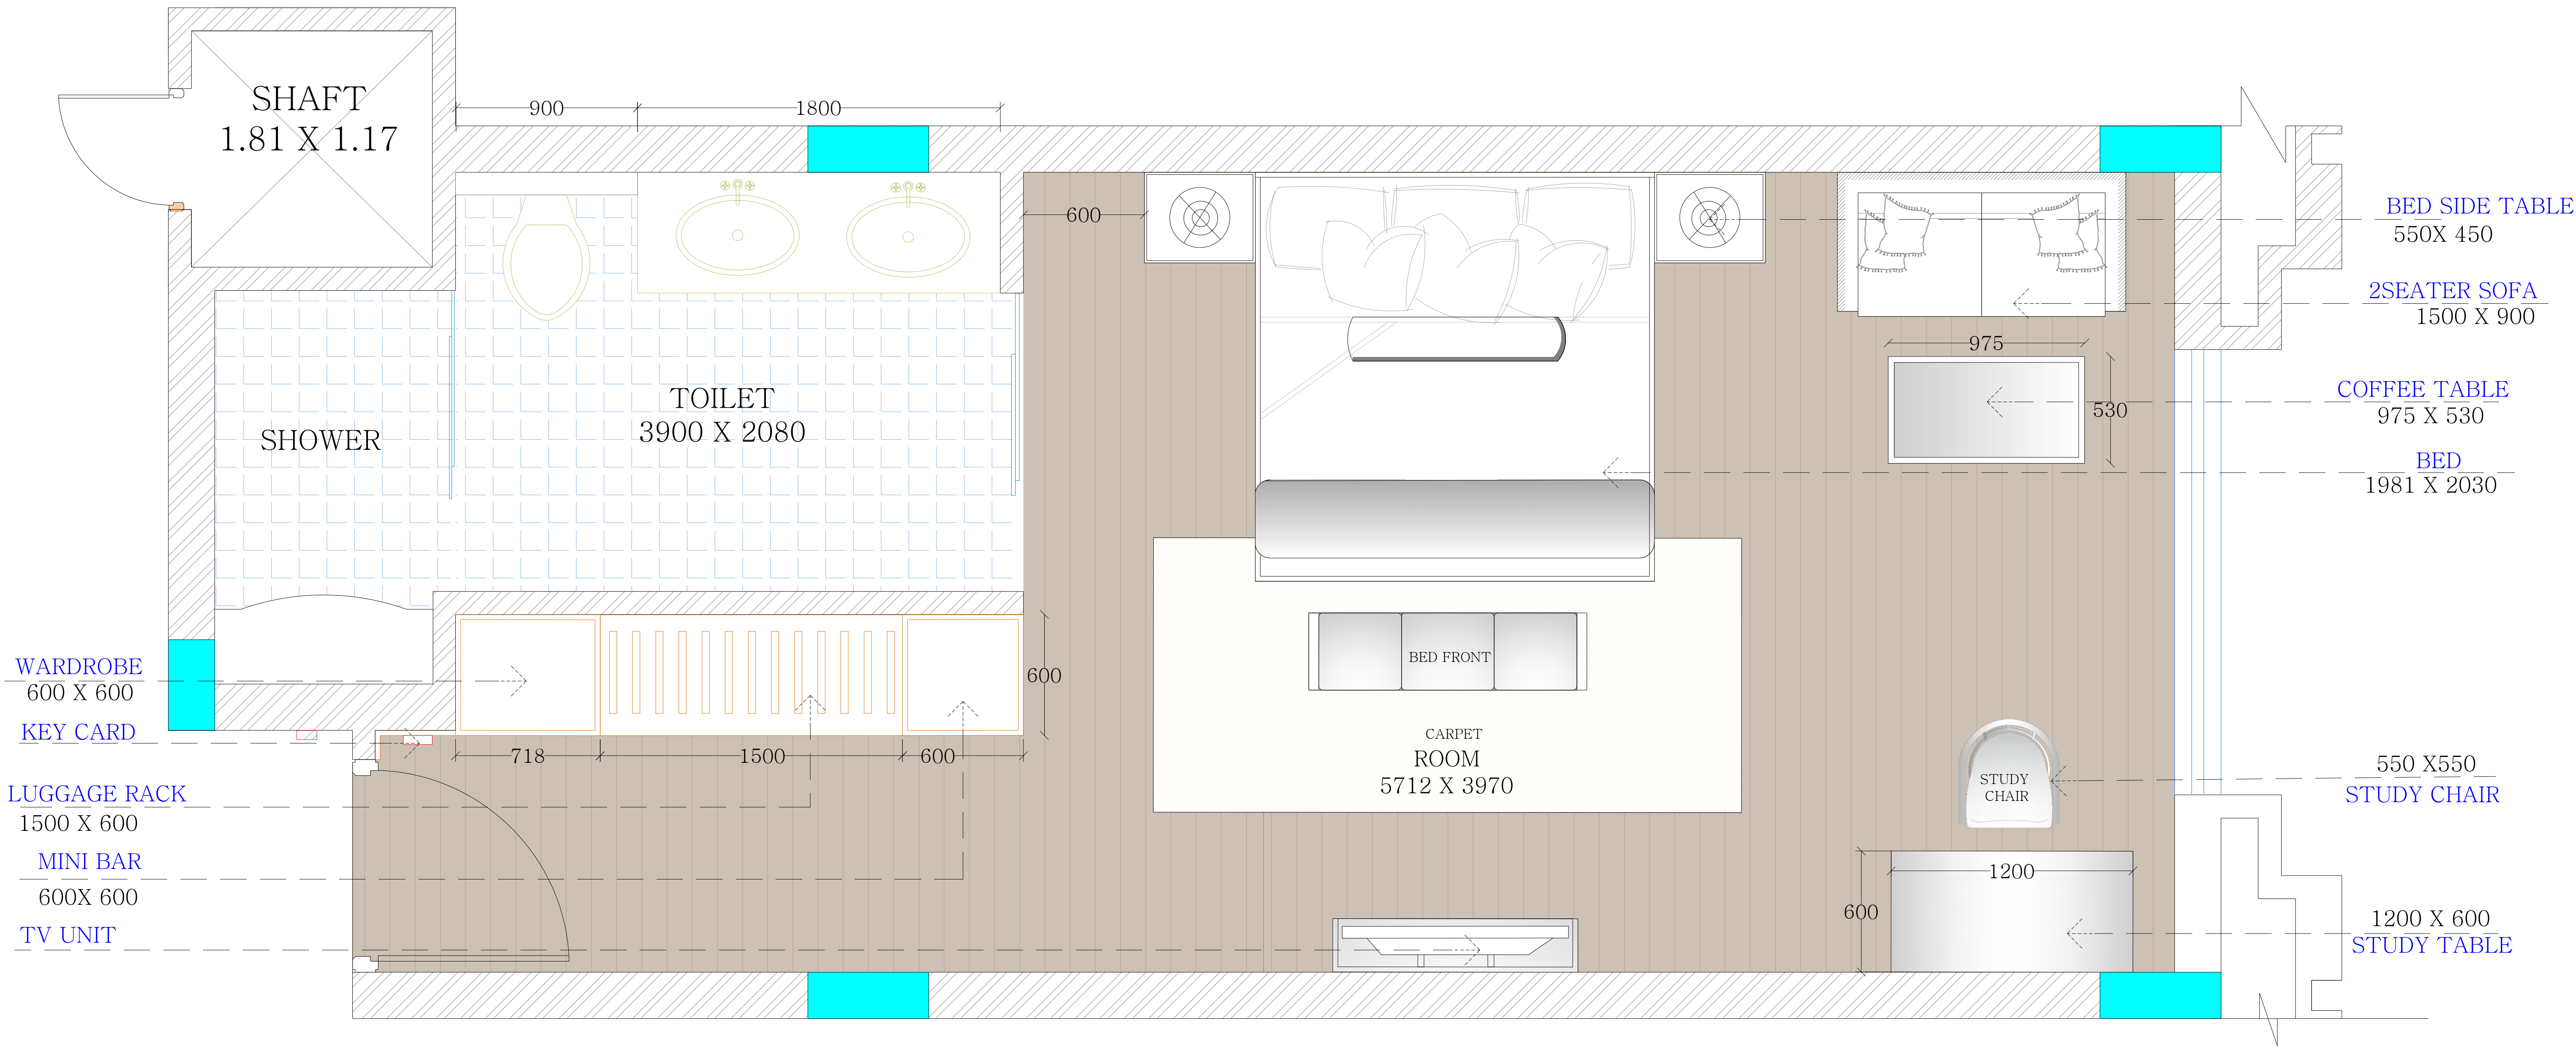 SHAFT
1.81 X 1.17
900
1800
600
BED SIDE TABLE
550X 450
2SEATER SOFA
1500 X 900
975
530
COFFEE TABLE
975 X 530
BED
1981 X 2030
TOILET
3900 X 2080
SHOWER
WARDROBE
600 X 600
KEY CARD
LUGGAGE RACK
1500 X 600
MINI BAR
600X 600
TV UNIT
718
1500
600
600
BED FRONT
CARPET
ROOM
5712 X 3970
STUDY
CHAIR
550 X550
STUDY CHAIR
1200
600
1200 X 600
STUDY TABLE